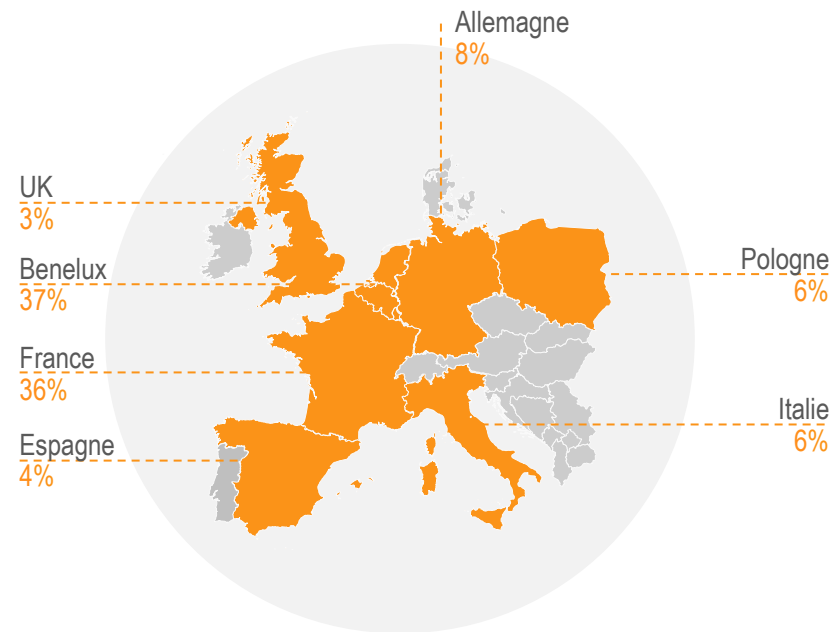 Allemagne
8%
UK
3%
Benelux
37%
France
36%
Espagne
4%
Pologne
6%
Italie
6%